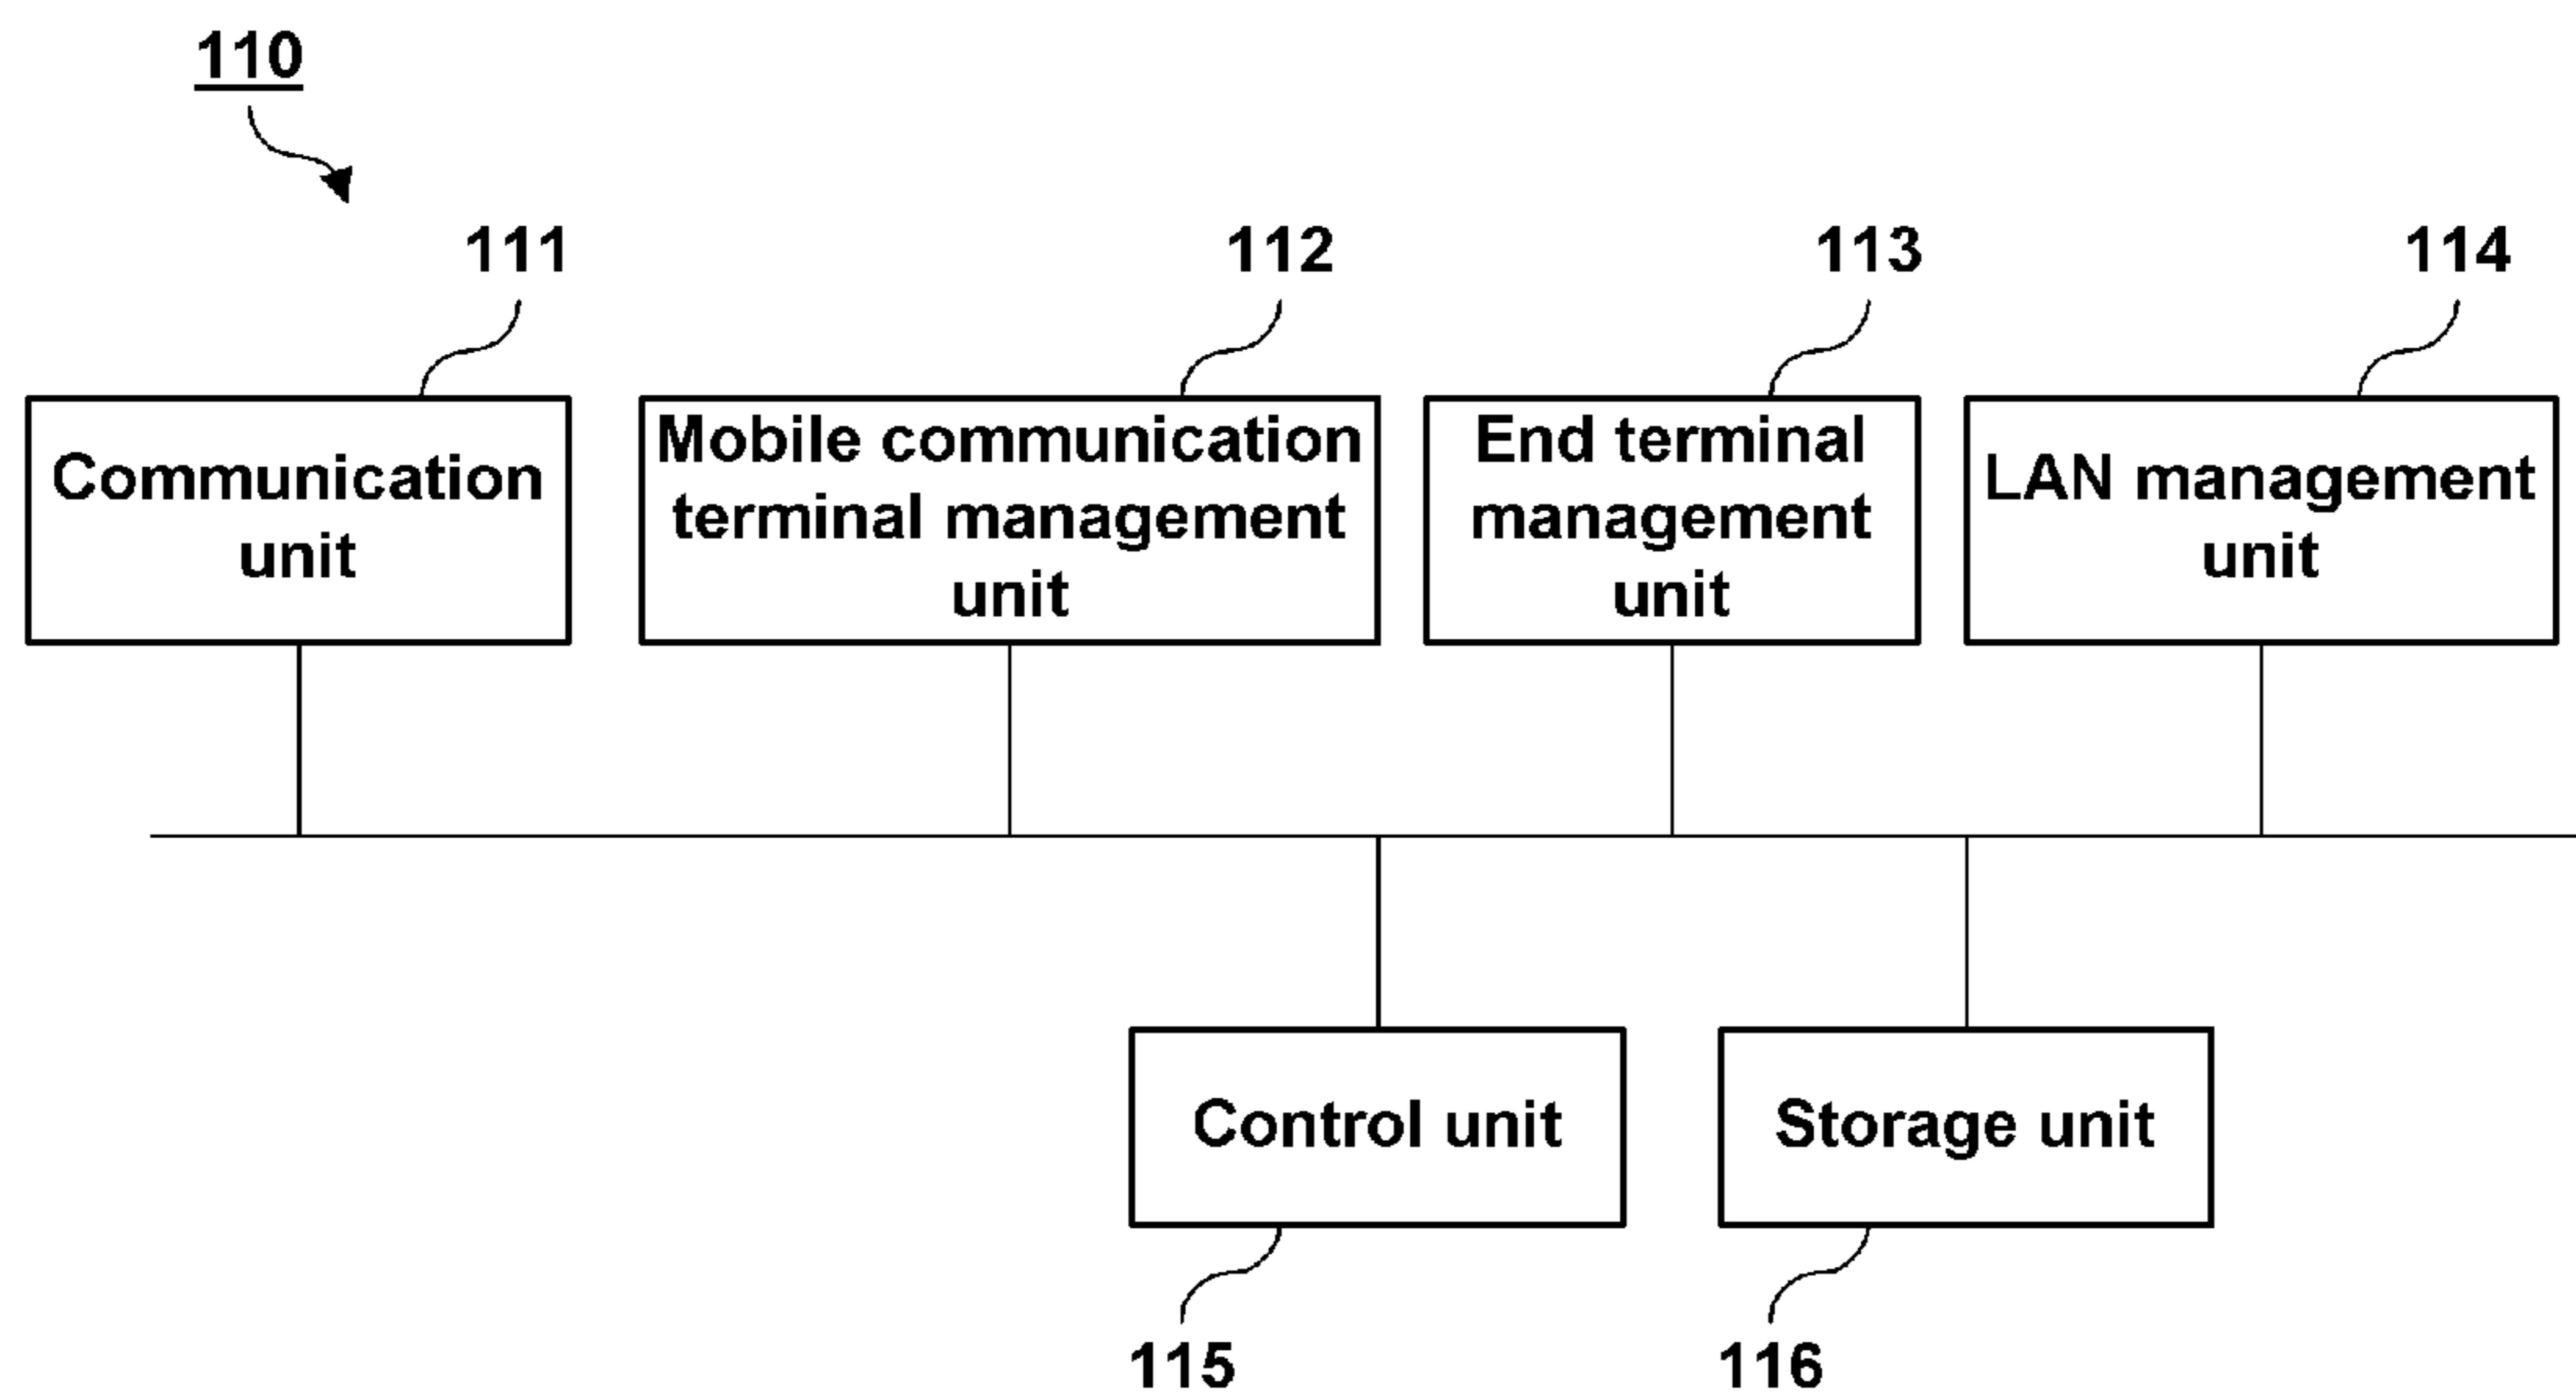 110
111
112
113
114
Communication
unit
Mobile communication
terminal management
unit
End terminal
management
unit
LAN management
unit
Control unit
Storage unit
115
116